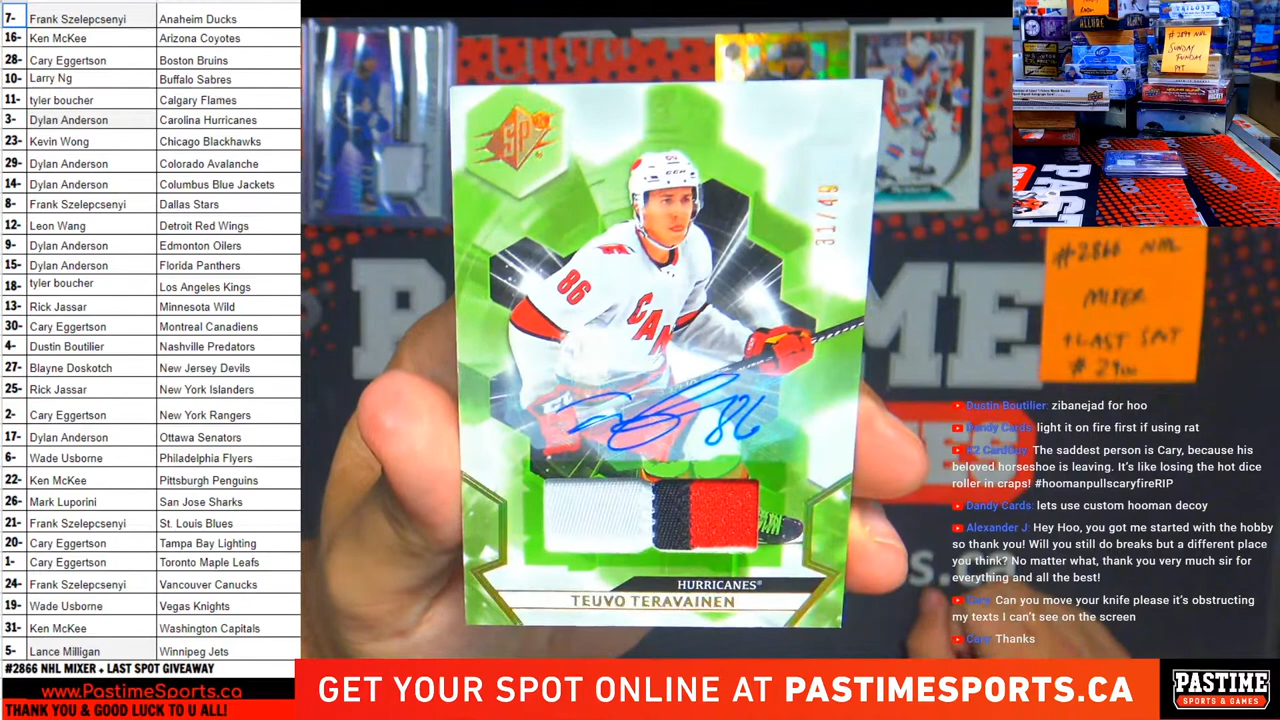 7- Frank Szelepcsenyi Anaheim Ducks
16- Ken McKee Arizona Coyotes
28- Cary Eggertson Boston Bruins
10- Larry Ng Buffalo Sabres
11- tyler boucher Calgary Flames
3- Dylan Anderson Carolina Hurricanes
23- Kevin Wong Chicago Blackhawks
29- Dylan Anderson Colorado Avalanche
14- Dylan Anderson Columbus Blue Jackets
8- Frank Szelepcsenyi Dallas Stars
12- Leon Wang Detroit Red Wings
9- Dylan Anderson Edmonton Oilers
15- Dylan Anderson Florida Panthers
18- tyler boucher Los Angeles Kings
13- Rick Jassar Minnesota Wild
30- Cary Eggertson Montreal Canadiens
4- Dustin Boutilier Nashville Predators
27- Blayne Doskotch New Jersey Devils
25- Rick Jassar New York Islanders
2- Cary Eggertson New York Rangers
17- Dylan Anderson Ottawa Senators
6- Wade Usborne Philadelphia Flyers
22- Ken McKee Pittsburgh Penguins
26- Mark Luporini San Jose Sharks
21- Frank Szelepcsenyi St. Louis Blues
20- Cary Eggertson Tampa Bay Lighting
1- Cary Eggertson Toronto Maple Leafs
24- Frank Szelepcsenyi Vancouver Canucks
19- Wade Usborne Vegas Knights
31- Ken McKee Washington Capitals
5- Lance Milligan Winnipeg Jets
#2866 NHL MIXER + LAST SPOT GIVEAWAY
www.PastimeSports.ca
THANK YOU & GOOD LUCK TO U ALL!
SP
31/49
86
CAN
86
HURRICANES®
TEUVO TERAVAINEN
ALLURE
#2899 NHL
SUNDAY
FUNDAY
PAST
#2866 NHL
MIXER
+ LAST SPOT
Dustin Boutilier: zibanejad for hoo
Dandy Cards: light it on fire first if using rat
The saddest person is Cary, because his
beloved horseshoe is leaving. It's like losing the hot dice
roller in craps! #hoomanpullscaryfireRIP
Dandy Cards: lets use custom hooman decoy
Alexander J: Hey Hoo, you got me started with the hobby
so thank you! Will you still do breaks but a different place
you think? No matter what, thank you very much sir for
everything and all the best!
Cary: Can you move your knife please it's obstructing
my texts I can't see on the screen
Cary: Thanks
GET YOUR SPOT ONLINE AT PASTIMESPORTS.CA
PASTIME
SPORTS & GAMES